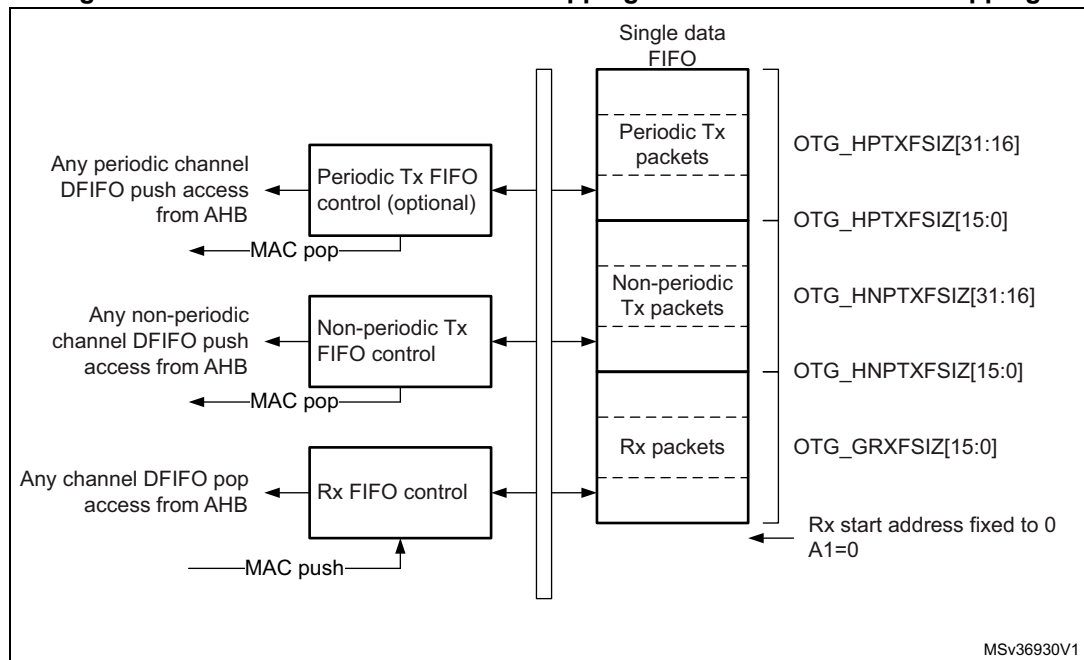 Single data
FIFO
Periodic Tx
packets
OTG_HPTXFSIZ[31:16]
Any periodic channel
DFIFO push access
from AHB
Periodic Tx FIFO
control (optional)
MAC pop
OTG_HPTXFSIZ[15:0]
Non-periodic
Tx packets
OTG_HNPTXFSIZ[31:16]
Any non-periodic
channel DFIFO push
access from AHB
Non-periodic Tx
FIFO control
MAC pop
OTG_HNPTXFSIZ[15:0]
Rx packets
OTG_GRXFSIZ[15:0]
Any channel DFIFO pop
access from AHB
Rx FIFO control
Rx start address fixed to 0
A1=0
MAC push
MSv36930V1